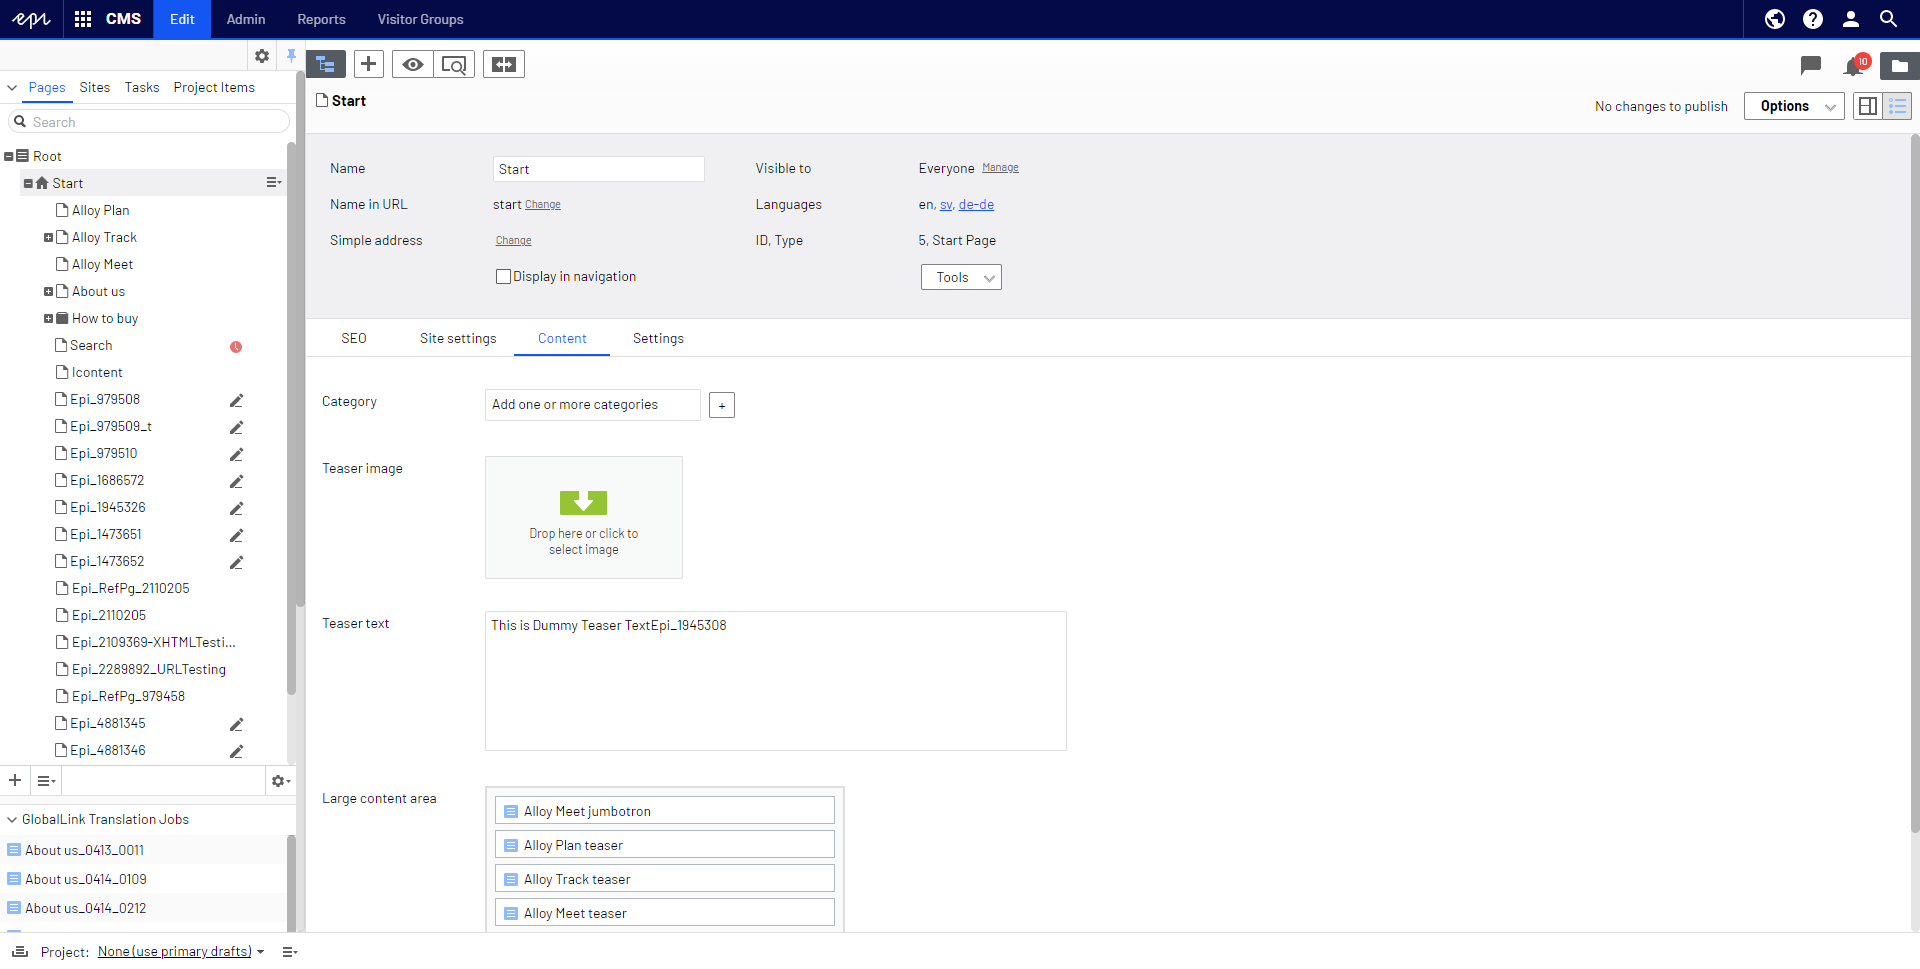 epi CMS Edit Admin Reports Visitor Groups
10
Pages Sites Tasks Project Items
Search
Root
Start
Alloy Plan
Alloy Track
Alloy Meet
About us
How to buy
Search
Icontent
Epi_979508
Epi_979509_t
Epi_979510
Epi_1686572
Epi_1945326
Epi_1473651
Epi_1473652
Epi_RefPg_2110205
Epi_2110205
Epi_2109369-XHTMLTesti...
Epi_2289892_URLTesting
Epi_RefPg_979458
Epi_4881345
Epi_4881346
GlobalLink Translation Jobs
About us_0413_0011
About us_0414_0109
About us_0414_0212
Project: None (use primary drafts)
Start
No changes to publish Options
Name Start Visible to Everyone Manage
Name in URL start Change Languages en, sv, de-de
Simple address Change ID, Type 5, Start Page
Display in navigation Tools
SEO Site settings Content Settings
Category Add one or more categories +
Teaser image
Drop here or click to
select image
Teaser text This is Dummy Teaser TextEpi_1945308
Large content area
Alloy Meet jumbotron
Alloy Plan teaser
Alloy Track teaser
Alloy Meet teaser